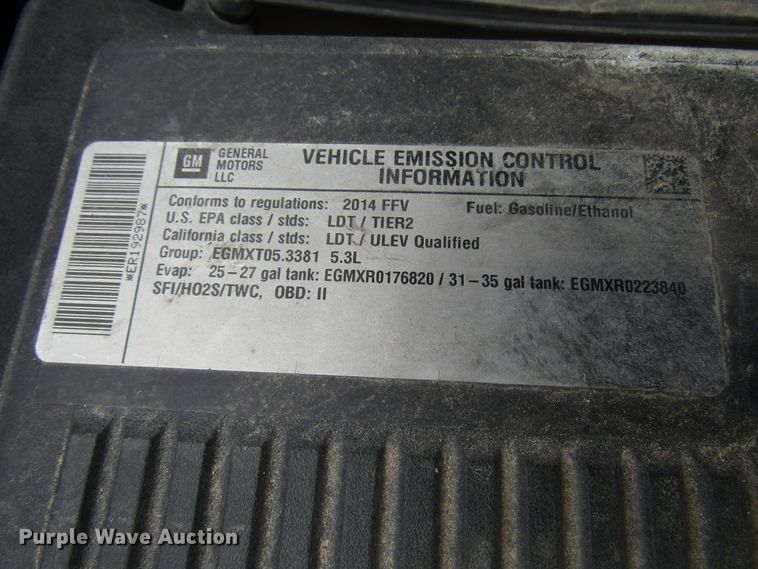 GM
GENERAL
MOTORS
LLC
VEHICLE EMISSION CONTROL
INFORMATION
Conforms to regulations: 2014 FFV Fuel: Gasoline/Ethanol
U.S. EPA class / stds: LDT / TIER2
California class / stds: LDT / ULEV Qualified
Group: EGMXT05.3381 5.3L
Evap: 25-27 gal tank: EGMXR0176820 / 31-35 gal tank: EGMXR0223840
SFI/HO2S/TWC, OBD: II
*ER192987*
Purple Wave Auction®